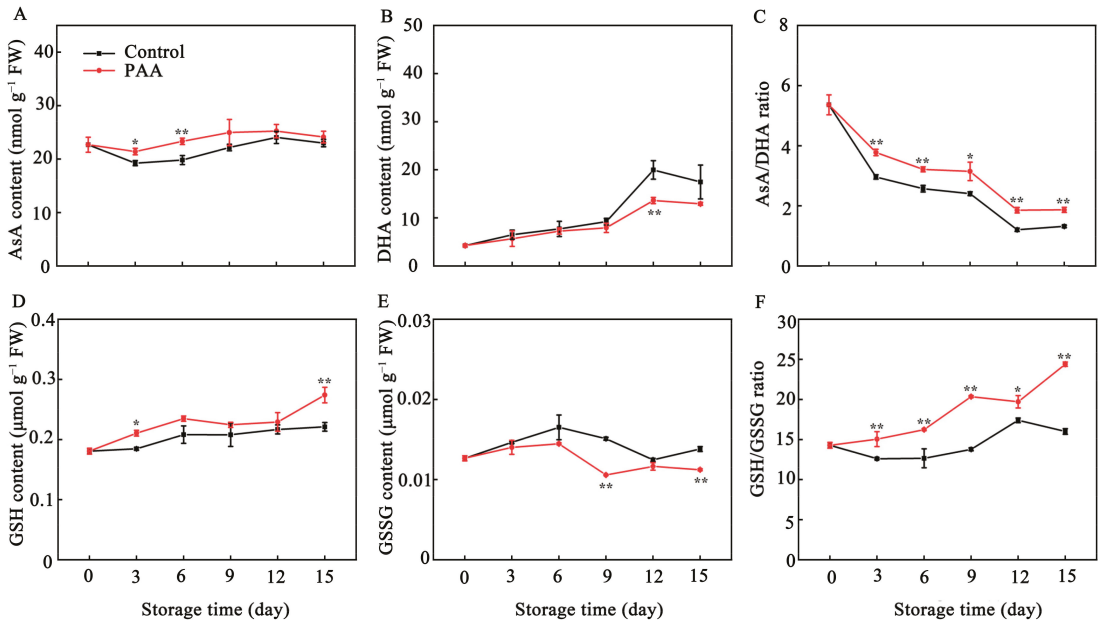 A
AsA content (nmol g⁻¹ FW)
40
30
20
10
0
Control
PAA
*
**
B
DHA content (nmol g⁻¹ FW)
50
40
30
20
10
0
**
C
AsA/DHA ratio
8
6
4
2
0
**
**
*
**
**
D
GSH content (μmol g⁻¹ FW)
0.4
0.3
0.2
0.1
0
*
**
0 3 6 9 12 15
Storage time (day)
E
GSSG content (μmol g⁻¹ FW)
0.03
0.02
0.01
0
**
**
0 3 6 9 12 15
Storage time (day)
F
GSH/GSSG ratio
30
25
20
15
10
5
0
**
**
**
*
**
0 3 6 9 12 15
Storage time (day)